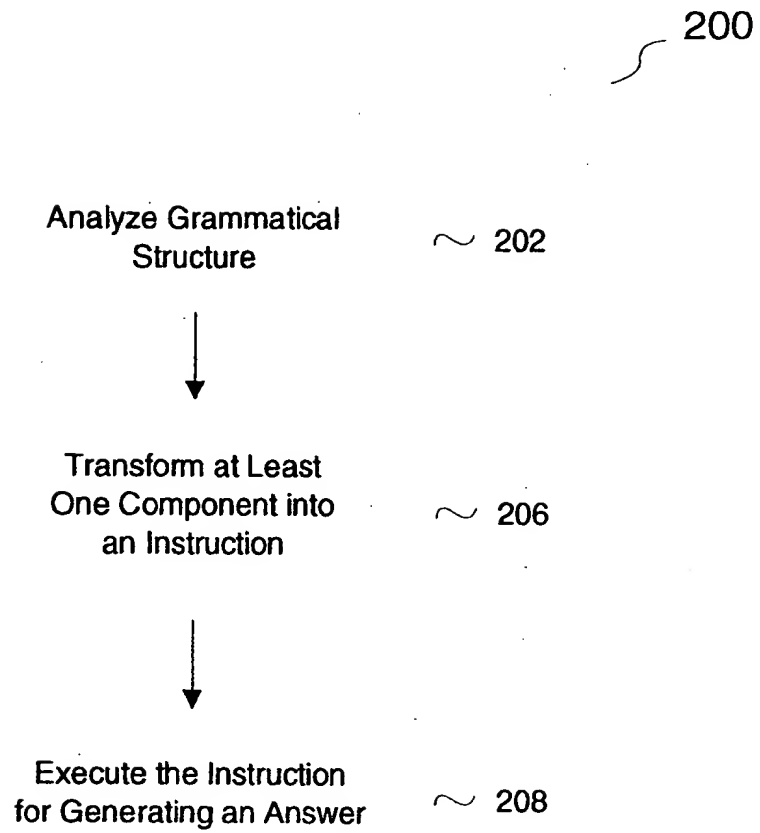 200
Analyze Grammatical
Structure
202
Transform at Least
One Component into
an Instruction
206
Execute the Instruction
for Generating an Answer
208